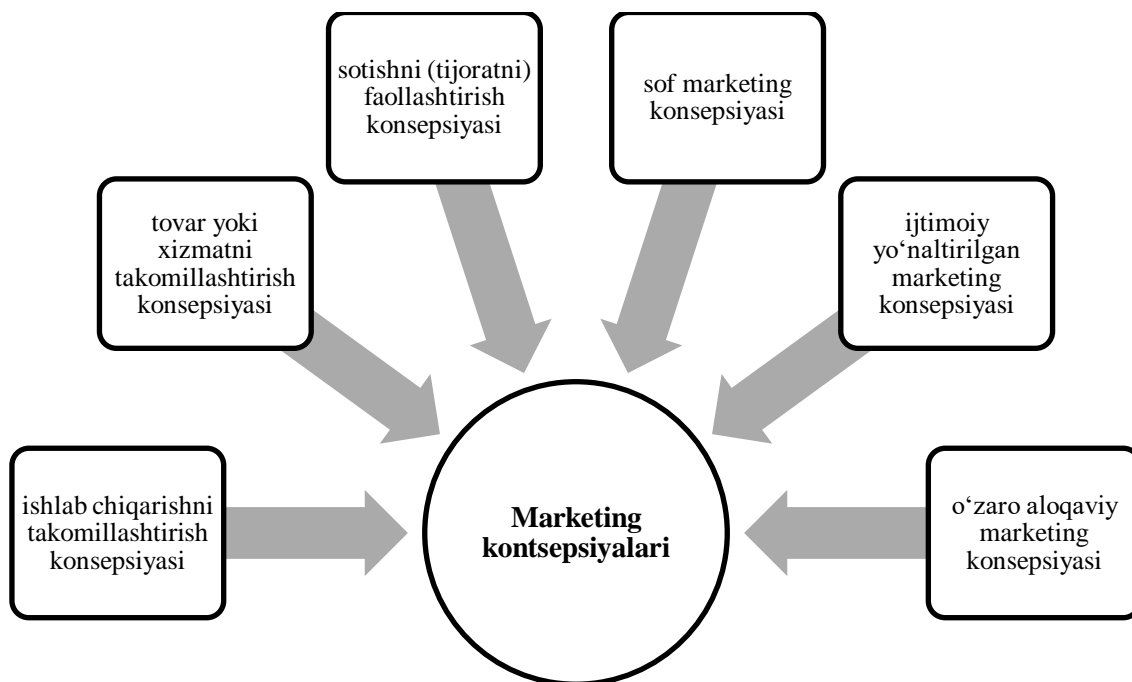 sotishni (tijoratni)
faollashtirish
konsepsiyasi
sof marketing
konsepsiyasi
tovar yoki
xizmatni
takomillashtirish
konsepsiyasi
ijtimoiy
yo‘naltirilgan
marketing
konsepsiyasi
ishlab chiqarishni
takomillashtirish
konsepsiyasi
Marketing
kontsepsiyalari
o‘zaro aloqaviy
marketing
konsepsiyasi